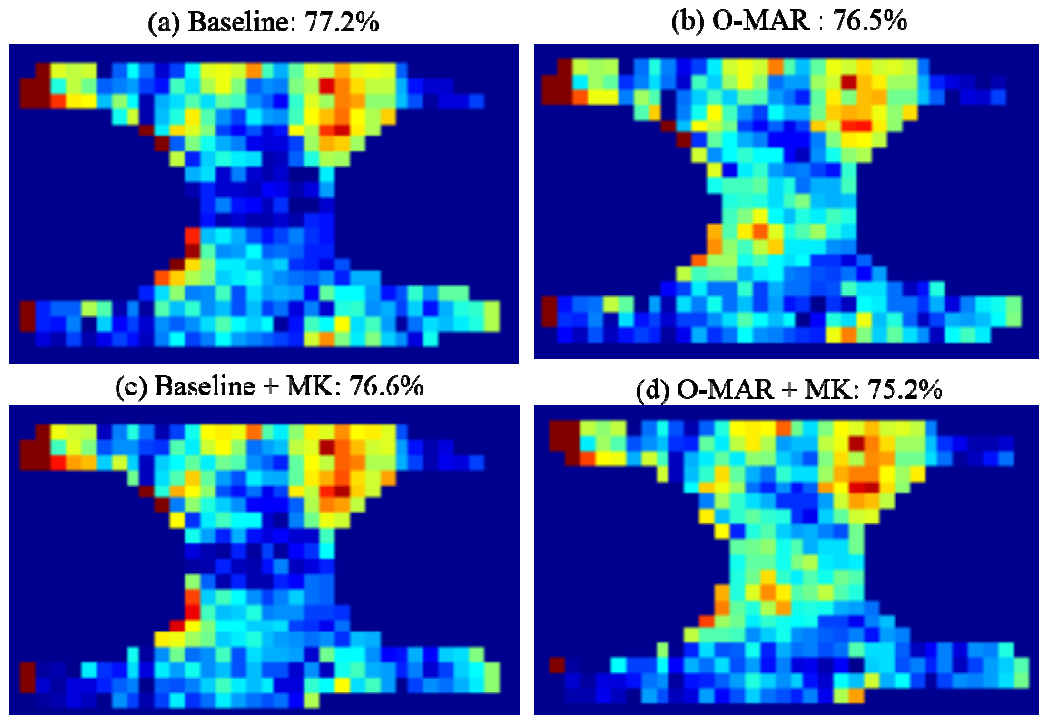 (a) Baseline: 77.2%
(b) O-MAR : 76.5%
(c) Baseline + MK: 76.6%
(d) O-MAR + MK: 75.2%